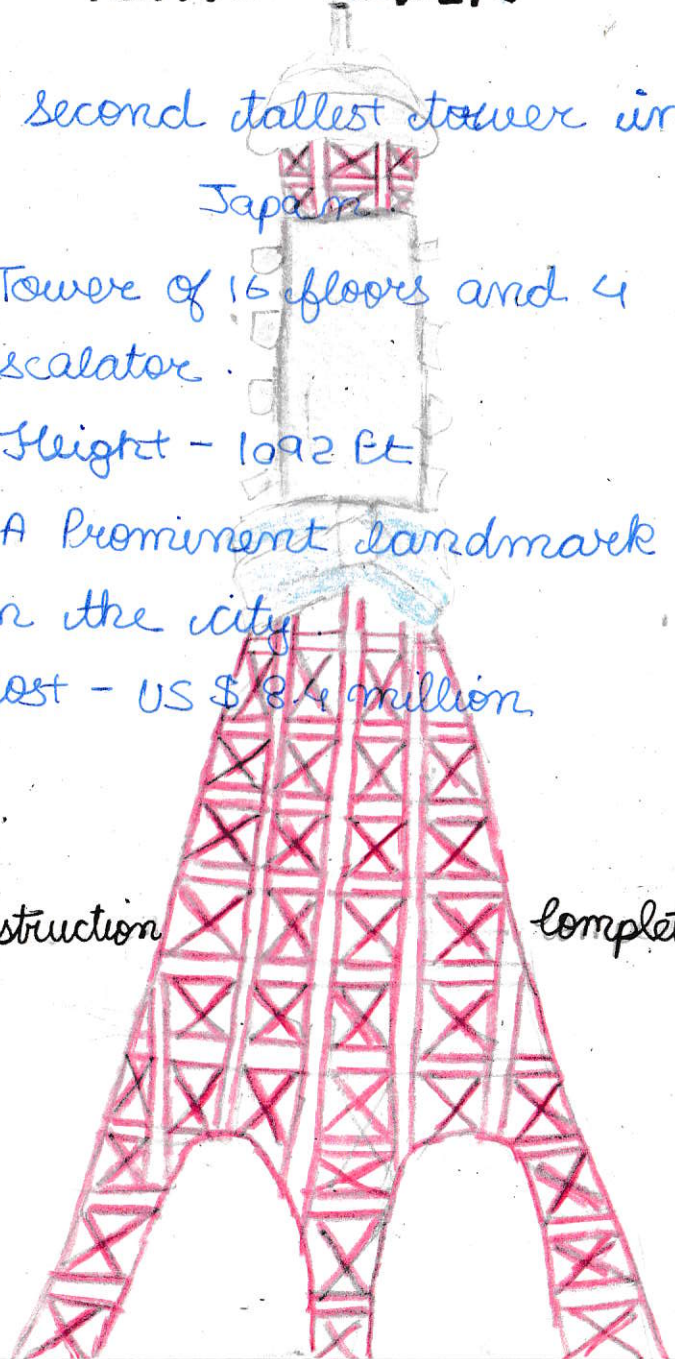 second tallest tower in
Japan.
Tower of 16 floors and 4
scalator.
Height - 1092 Ft
A Prominent landmark
n the city
ost - US $ 8.4 million
struction
Complet